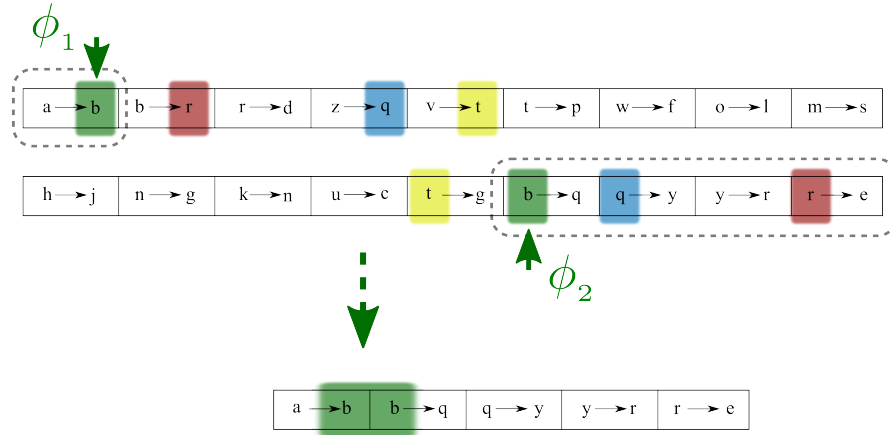 ϕ1
a → b b → r r → d z → q v → t t → p w → f o → l m → s
h → j n → g k → n u → c t → g b → q q → y y → r r → e
ϕ2
a → b b → q q → y y → r r → e